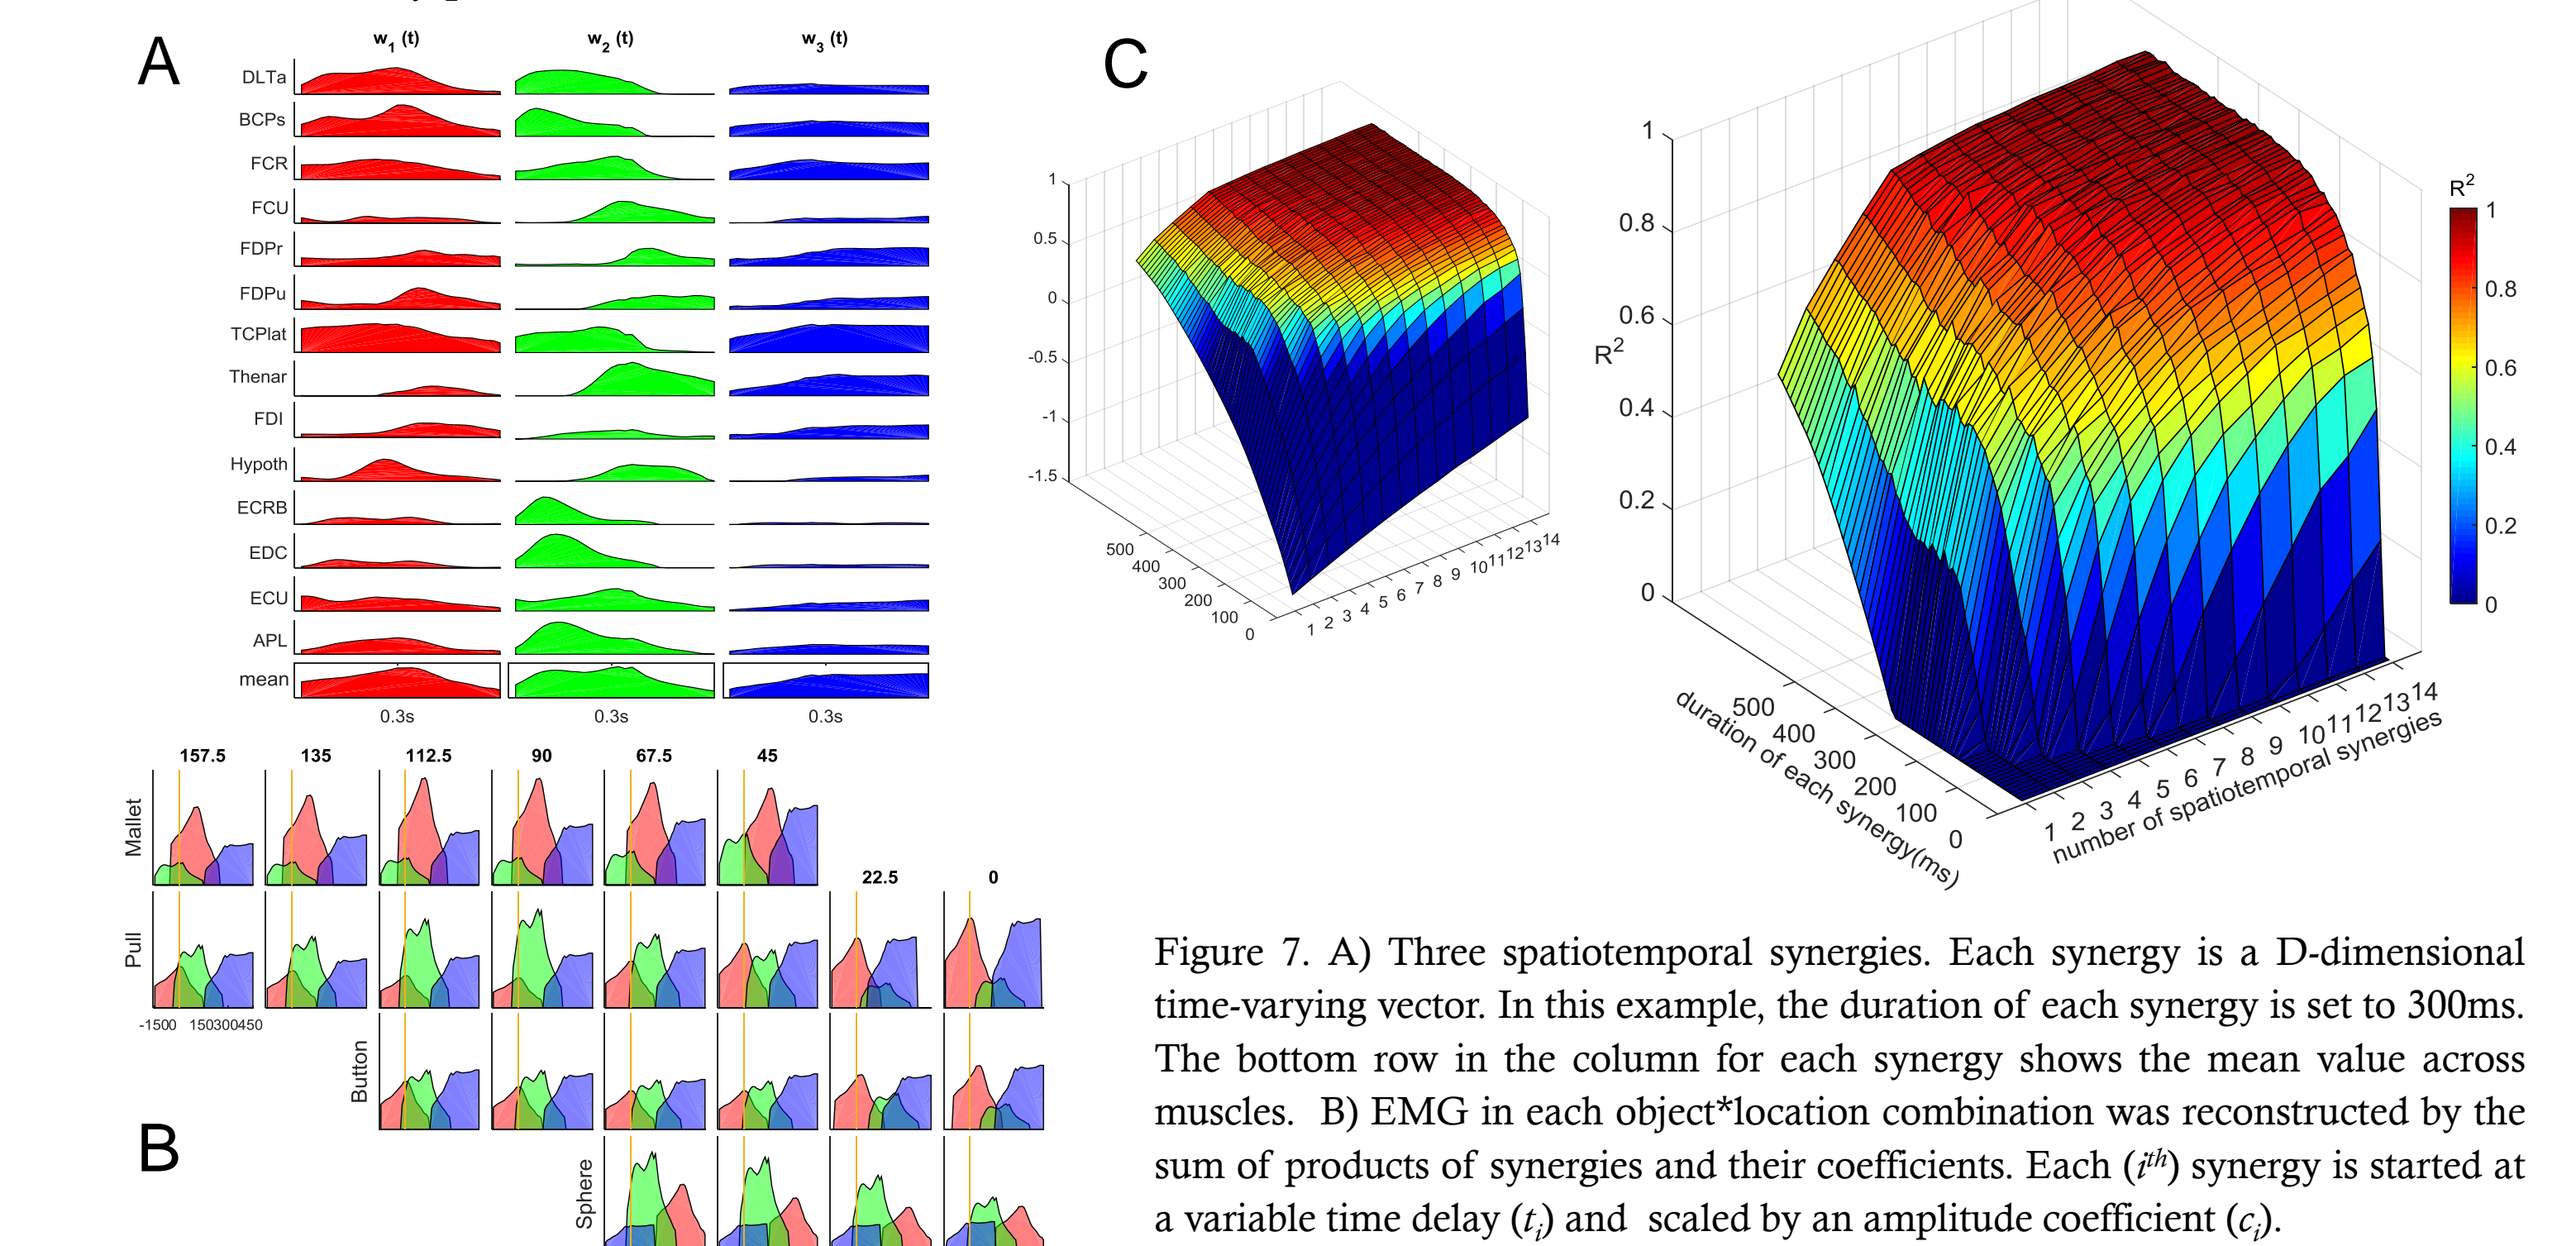 A
w1 (t)
w2 (t)
w3 (t)
DLTa
BCPs
FCR
FCU
FDPr
FDPu
TCPlat
Thenar
FDI
Hypoth
ECRB
EDC
ECU
APL
mean
0.3s
0.3s
0.3s
157.5
135
112.5
90
67.5
45
Mallet
22.5
0
Pull
-1500 150300450
Button
B
Sphere
C
1
0.5
0
-0.5
-1
-1.5
500
400
300
200
100
0
1 2 3 4 5 6 7 8 9 10 11 12 13 14
1
0.8
0.6
R2
0.4
0.2
0
500
400
300
200
100
0
duration of each synergy(ms)
1 2 3 4 5 6 7 8 9 10 11 12 13 14
number of spatiotemporal synergies
R2
1
0.8
0.6
0.4
0.2
0
Figure 7. A) Three spatiotemporal synergies. Each synergy is a D-dimensional
time-varying vector. In this example, the duration of each synergy is set to 300ms.
The bottom row in the column for each synergy shows the mean value across
muscles. B) EMG in each object*location combination was reconstructed by the
sum of products of synergies and their coefficients. Each (ith) synergy is started at
a variable time delay (ti) and scaled by an amplitude coefficient (ci).